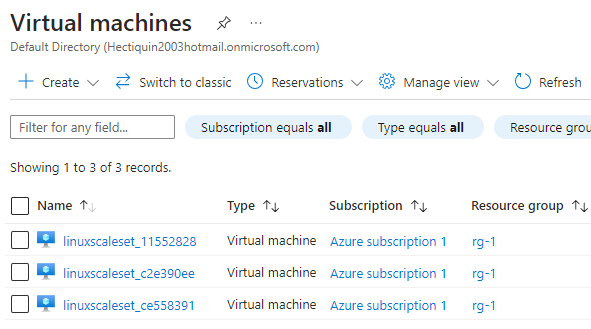 Virtual machines
Default Directory (Hectiquin2003hotmail.onmicrosoft.com)
Create Switch to classic Reservations Manage view Refresh
Filter for any field... Subscription equals all Type equals all Resource grou
Showing 1 to 3 of 3 records.
Name Type Subscription Resource group
linuxscaleset_11552828 Virtual machine Azure subscription 1 rg-1
linuxscaleset_c2e390ee Virtual machine Azure subscription 1 rg-1
linuxscaleset_ce558391 Virtual machine Azure subscription 1 rg-1